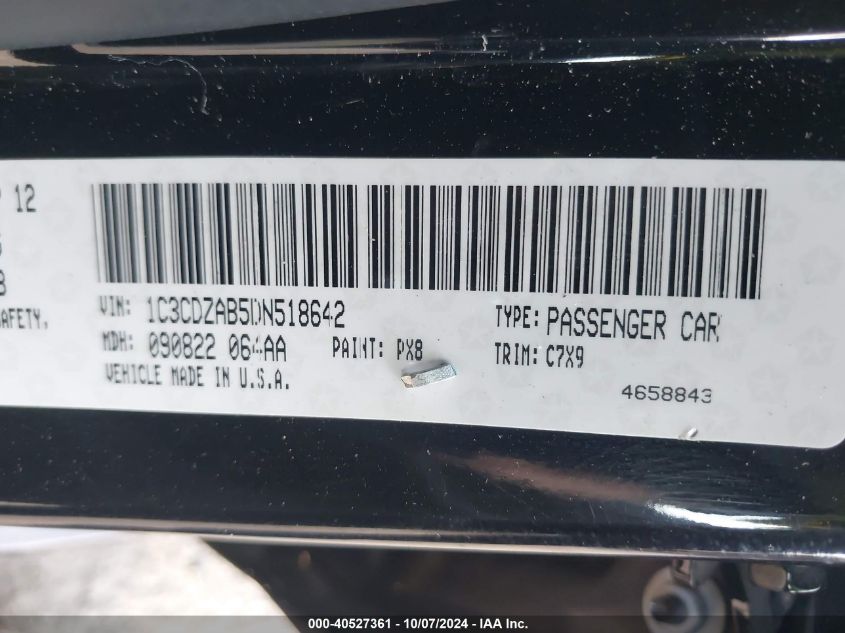 12
AFETY,
VIN: 1C3CDZAB5DN518642
TYPE: PASSENGER CAR
MDH: 090822 064AA
PAINT: PX8
TRIM: C7X9
VEHICLE MADE IN U.S.A.
4658843
000-40527361 - 10/07/2024 - IAA Inc.